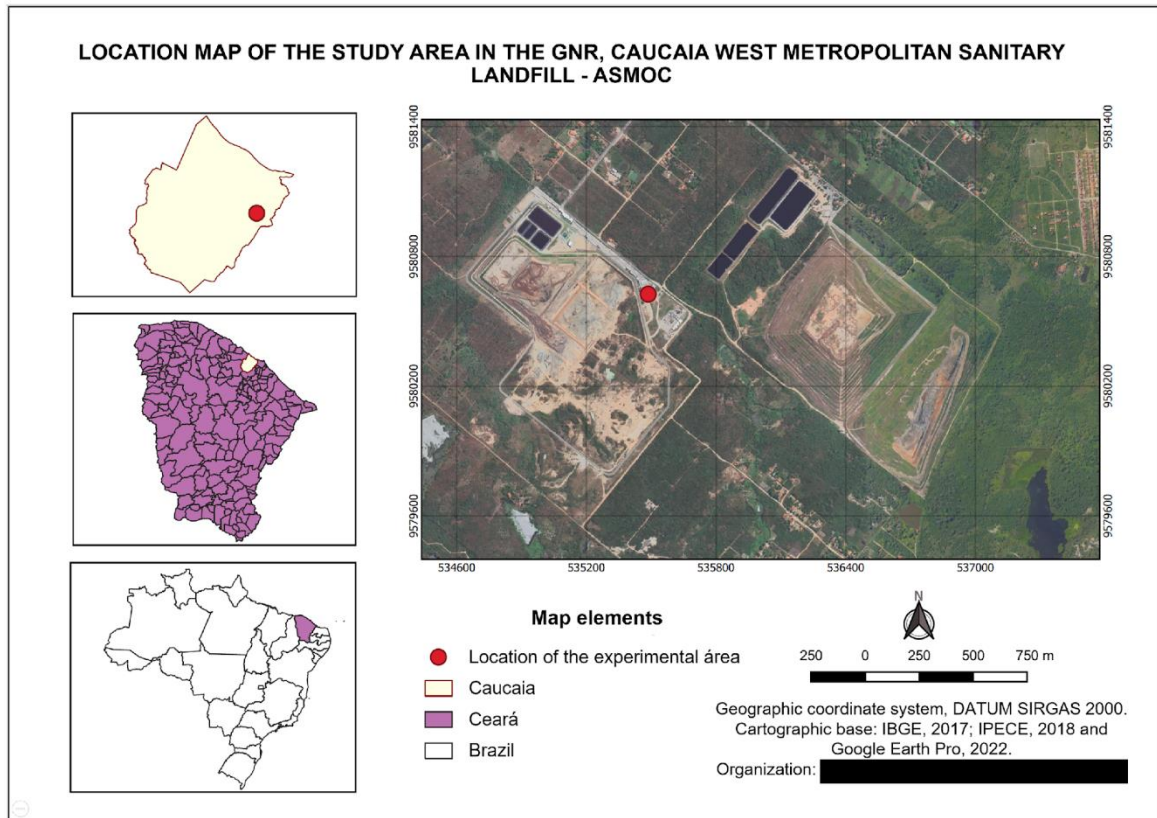 LOCATION MAP OF THE STUDY AREA IN THE GNR, CAUCAIA WEST METROPOLITAN SANITARY
LANDFILL - ASMOC
9581400
9581400
9580800
9580800
9580200
9580200
9579600
9579600
534600
535200
535800
536400
537000
Map elements
Location of the experimental área
Caucaia
Ceará
Brazil
N
250
0
250
500
750 m
Geographic coordinate system, DATUM SIRGAS 2000.
Cartographic base: IBGE, 2017; IPECE, 2018 and
Google Earth Pro, 2022.
Organization: